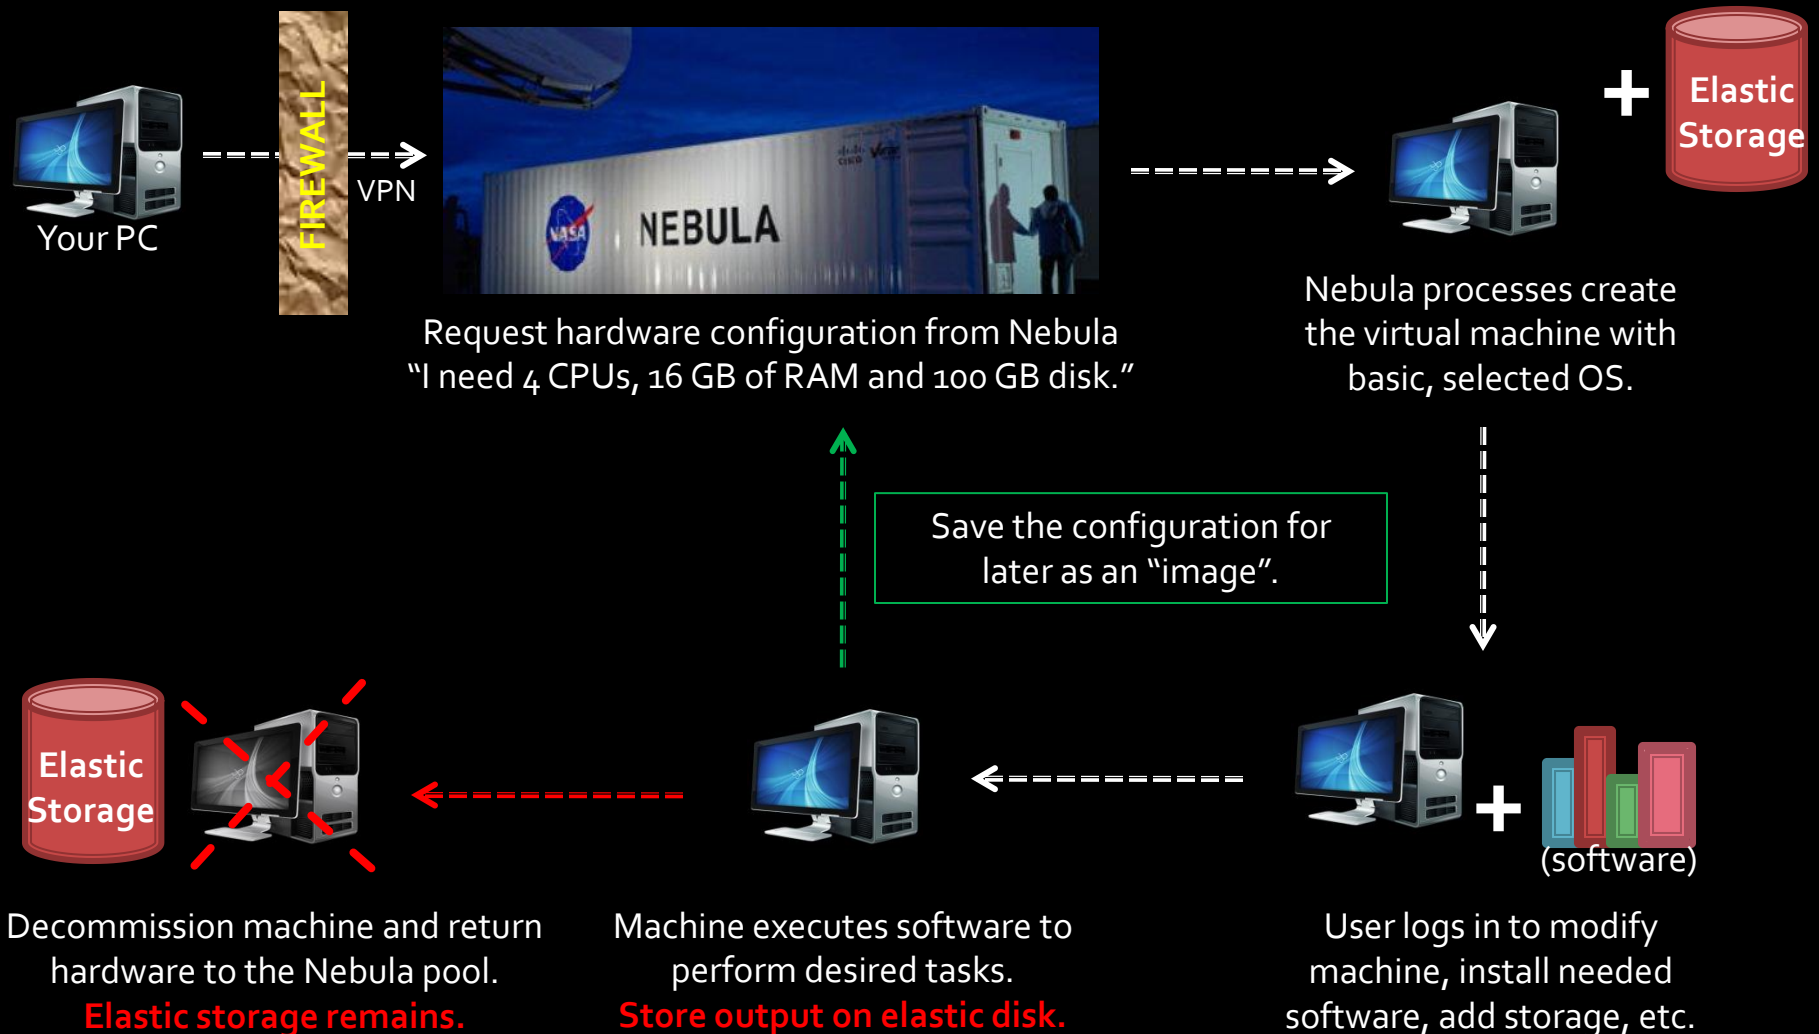 Your PC
FIREWALL
VPN
CISCO
NASA
NEBULA
Request hardware configuration from Nebula
“I need 4 CPUs, 16 GB of RAM and 100 GB disk.”
+
Elastic
Storage
Nebula processes create
the virtual machine with
basic, selected OS.
Save the configuration for
later as an “image”.
+
(software)
User logs in to modify
machine, install needed
software, add storage, etc.
Machine executes software to
perform desired tasks.
Store output on elastic disk.
Elastic
Storage
Decommission machine and return
hardware to the Nebula pool.
Elastic storage remains.